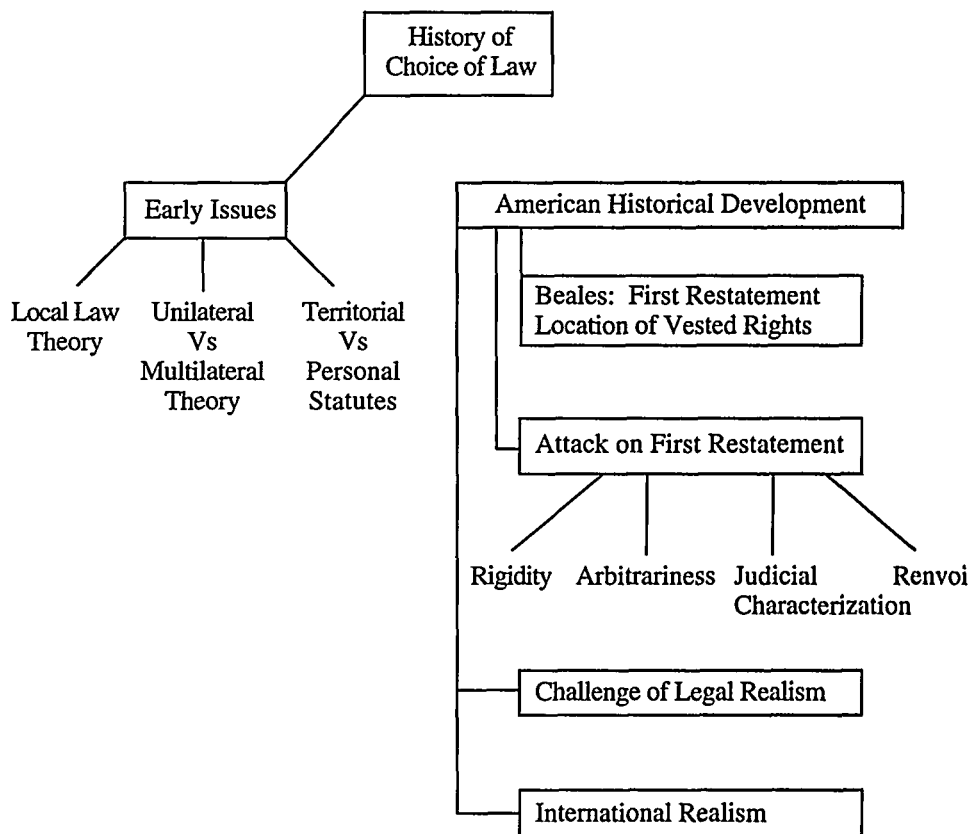 History of
Choice of Law
Early Issues
American Historical Development
Local Law
Theory
Unilateral
Vs
Multilateral
Theory
Territorial
Vs
Personal
Statutes
Beales: First Restatement
Location of Vested Rights
Attack on First Restatement
Rigidity
Arbitrariness
Judicial
Characterization
Renvoi
Challenge of Legal Realism
International Realism